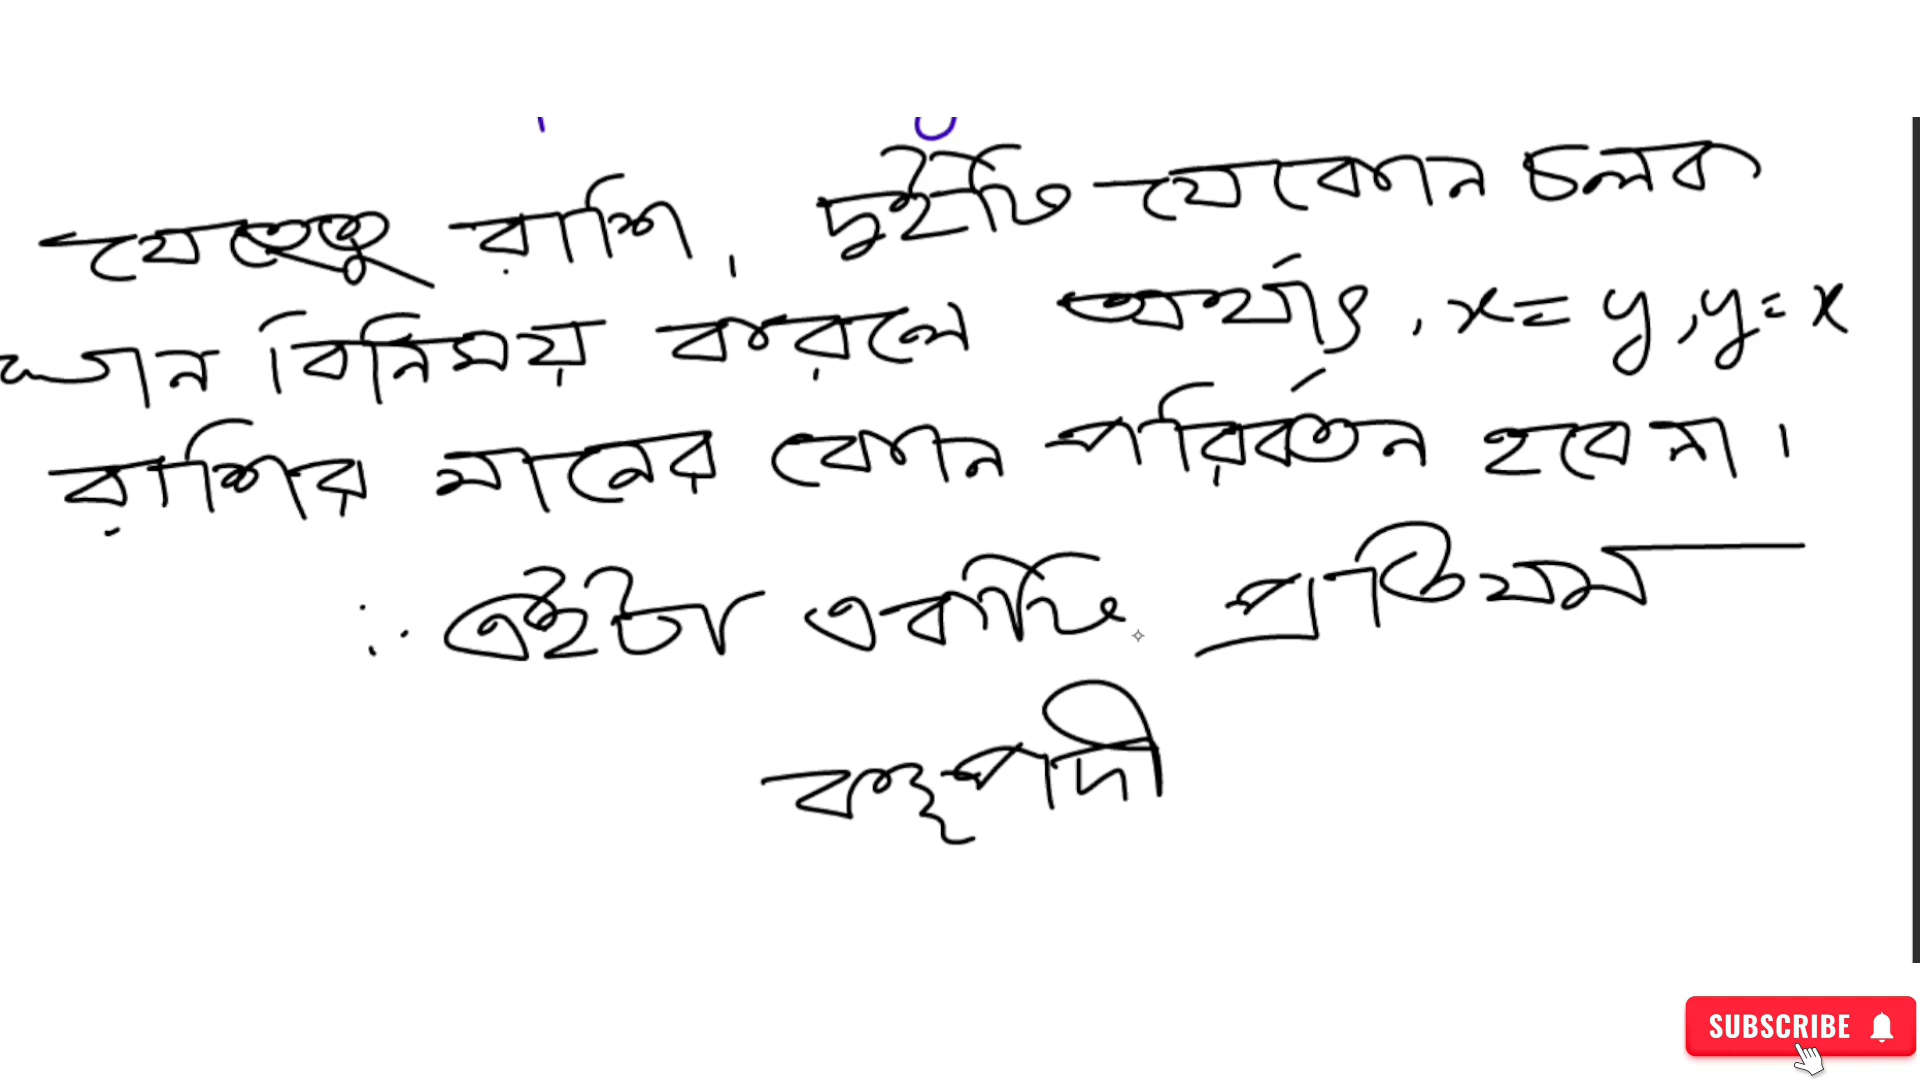 যেহেতু রাশি, দুইটি যেকোন চলক
স্থান বিনিময় করলে অর্থাৎ, x = y, y = x
রাশির মানের কোন পরিবর্তন হবে না।
∴ এইটা একটি প্রতিসম
বহুপদী
SUBSCRIBE